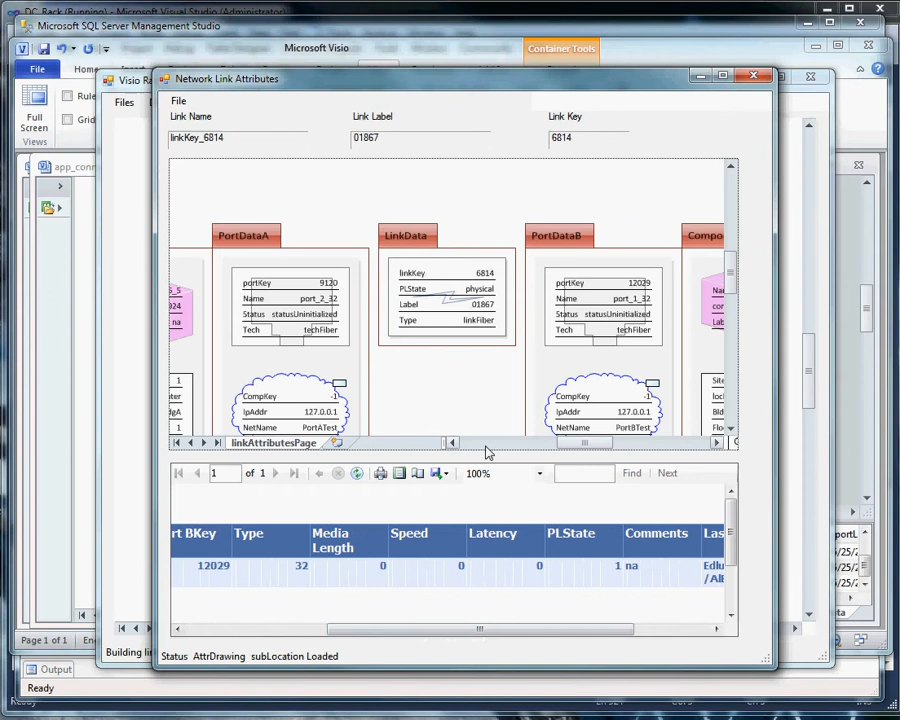 DC_Rack (Running) - Microsoft Visual Studio (Administrator)
Microsoft SQL Server Management Studio
Microsoft Visio
Container Tools
File
Home
Full
Screen
Views
Grid
Files
app_conn
Network Link Attributes
File
Link Name
Link Label
Link Key
linkKey_6814
01867
6814
PortDataA
LinkData
PortDataB
portKey 9120
Name port_2_32
Status statusUninitialized
Tech techFiber
linkKey 6814
PLState physical
Label 01867
Type linkFiber
portKey 12029
Name port_1_32
Status statusUninitialized
Tech techFiber
CompKey -1
IpAddr 127.0.0.1
NetName PortATest
CompKey -1
IpAddr 127.0.0.1
NetName PortBTest
linkAttributesPage
1 of 1
100%
Find
Next
rt BKey
Type
Media Length
Speed
Latency
PLState
Comments
12029
32
0
0
0
1
na
Status AttrDrawing subLocation Loaded
Page 1 of 1
Output
Ready
Ready